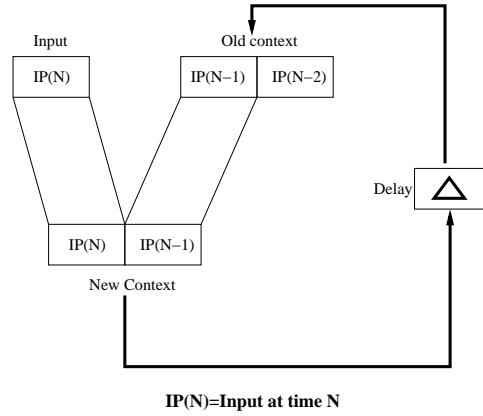 Input
Old context
IP(N)
IP(N−1)
IP(N−2)
Delay
IP(N)
IP(N−1)
New Context
IP(N)=Input at time N